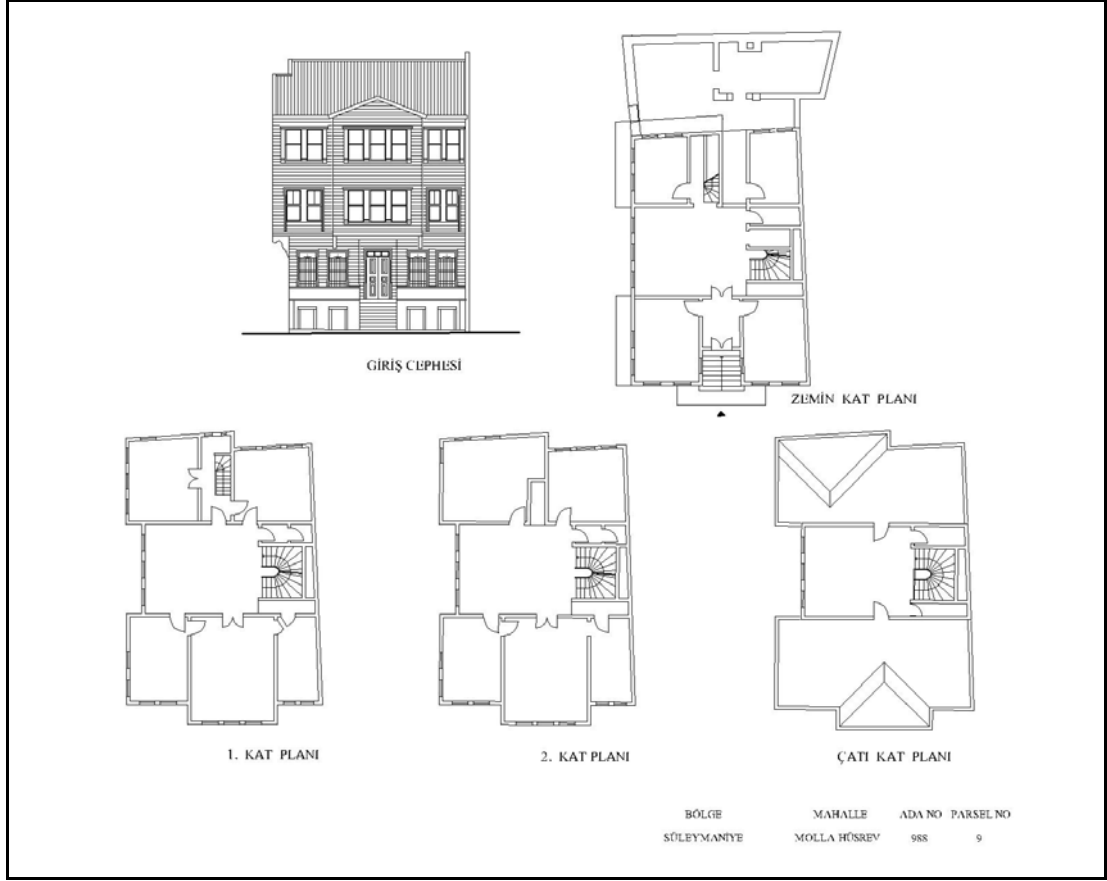 GİRİŞ CEPHESİ
ZEMİN KAT PLANI
1. KAT PLANI
2. KAT PLANI
ÇATI KAT PLANI
BÖLGE MAHALLE ADA NO PARSEL NO
SÜLEYMANİYE MOLLA HÜSREV 988 9